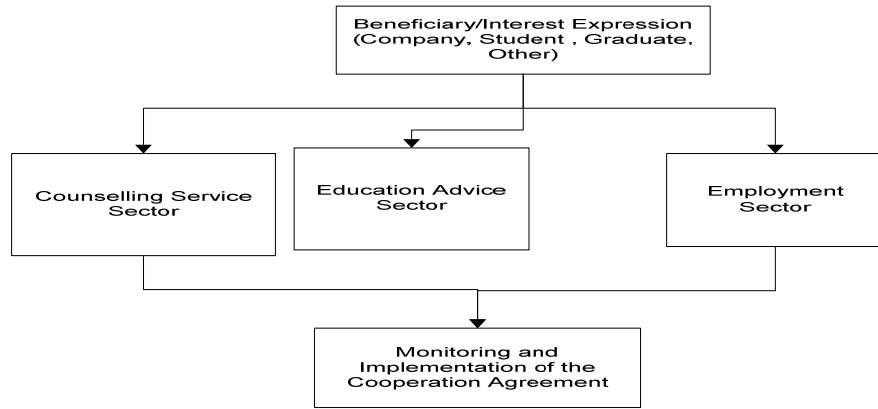 Beneficiary/Interest Expression
(Company, Student , Graduate,
Other)
Counselling Service
Sector
Education Advice
Sector
Employment
Sector
Monitoring and
Implementation of the
Cooperation Agreement